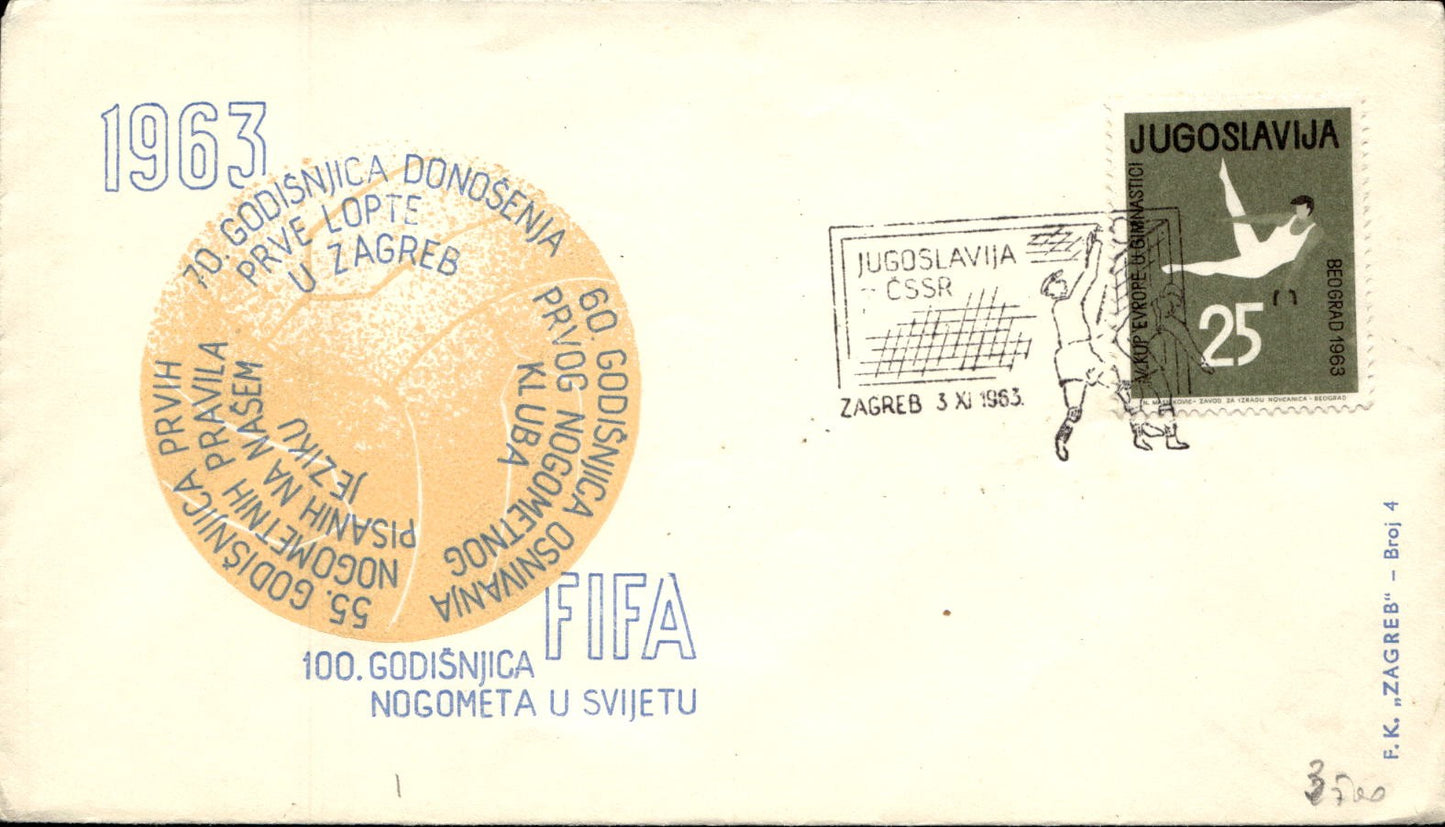 1963
70. GODIŠNJICA DONOŠENJA
PRVE LOPTE
U ZAGREB
60. GODIŠNJICA OSNIVANJA
PRVOG NOGOMETNOG
KLUBA
55. GODIŠNJICA PRVIH
NOGOMETNIH PRAVILA
PISANIH NA NAŠEM
JEZIKU
FIFA
100. GODIŠNJICA
NOGOMETA U SVIJETU
JUGOSLAVIJA
- ČSSR
ZAGREB 3 XI 1963.
JUGOSLAVIJA
KUP EVROPE U GIMNASTICI
BEOGRAD 1963
25
ZAVOD ZA IZRADU NOVČANICA - BEOGRAD
F. K. „ZAGREB“ – Broj 4